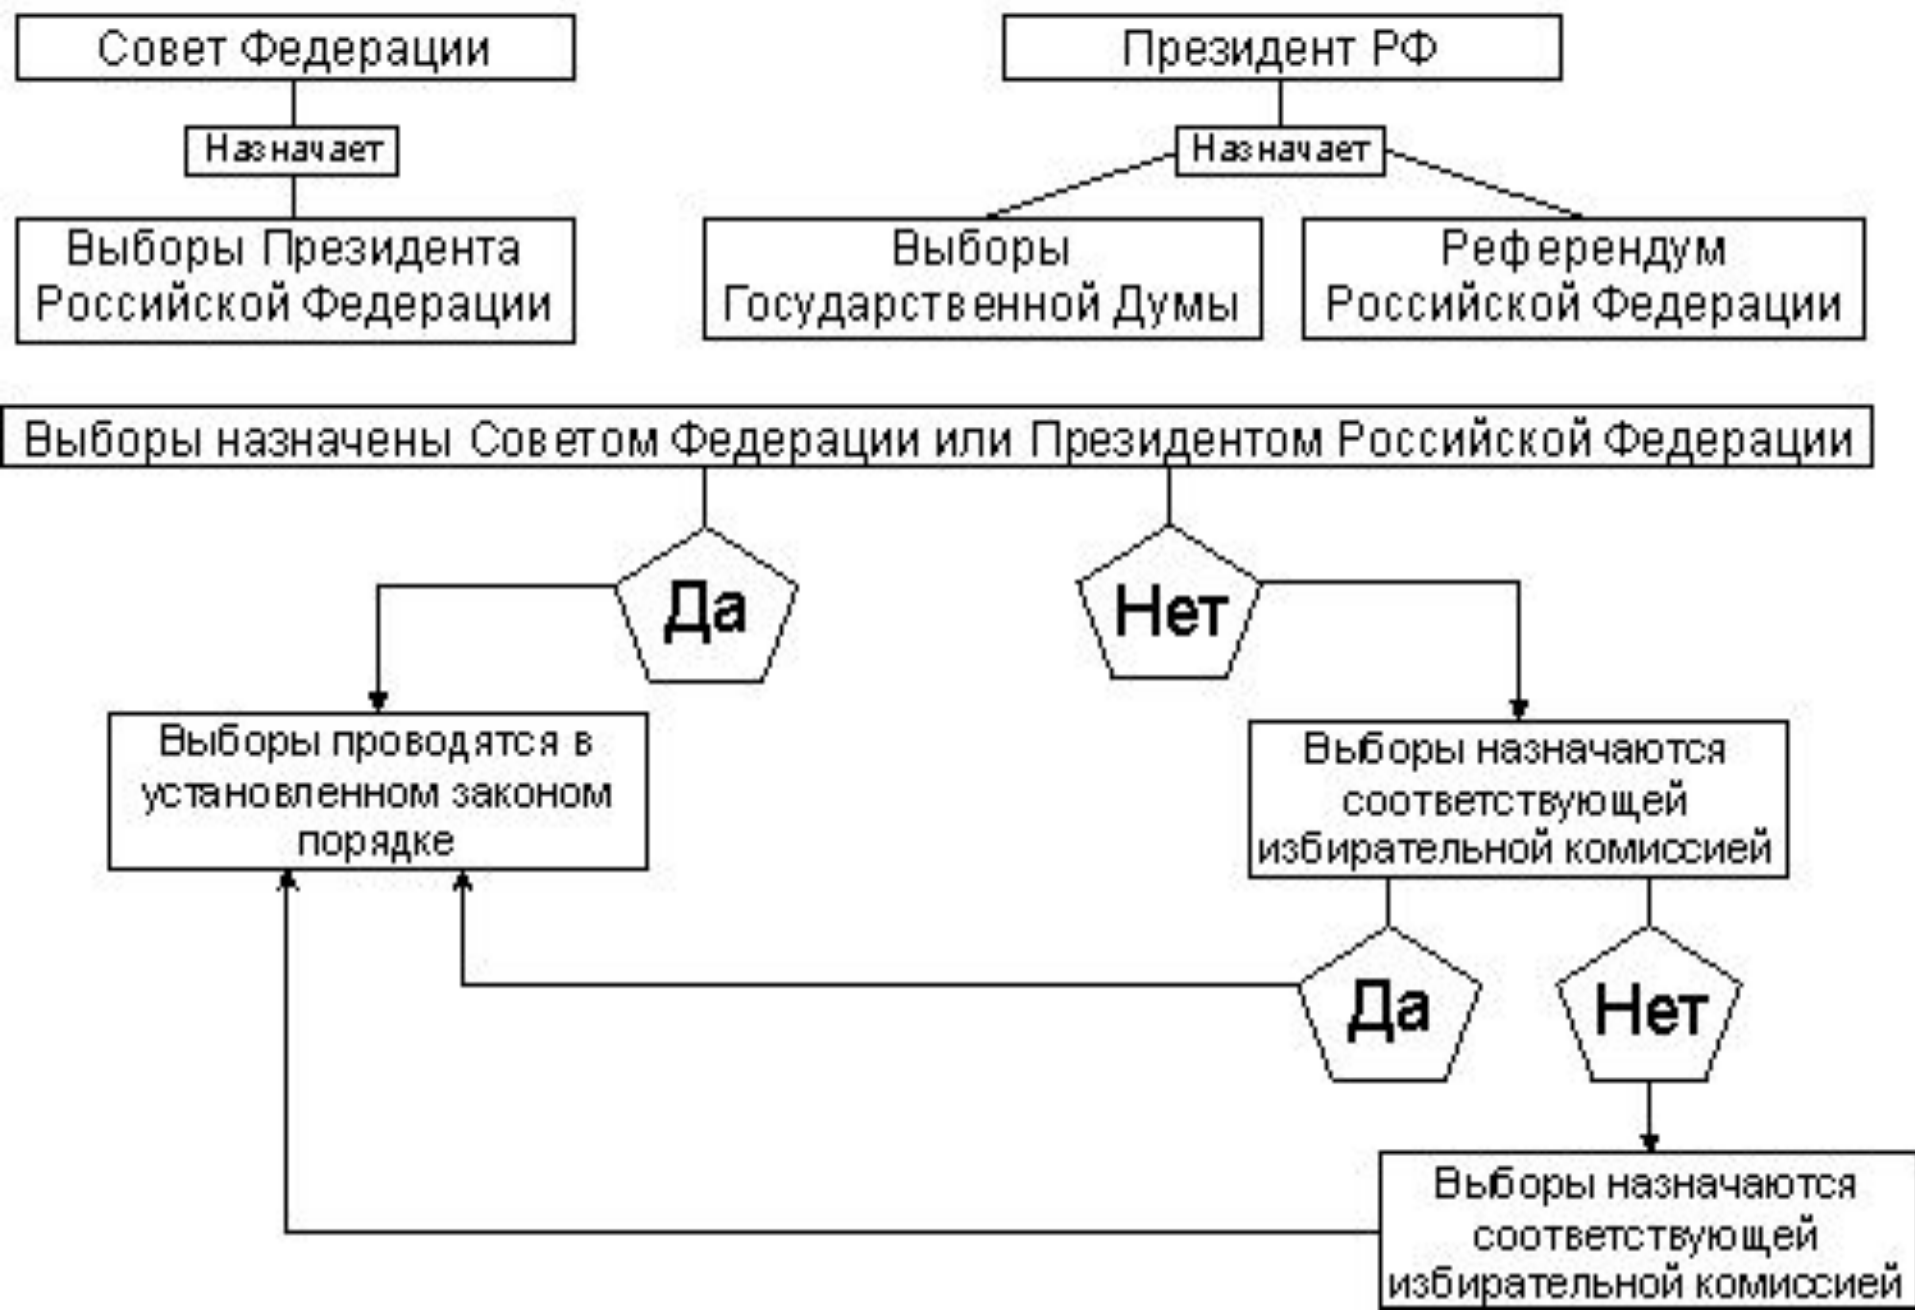 Совет Федерации
Президент РФ
Назначает
Назначает
Выборы Президента
Российской Федерации
Выборы
Государственной Думы
Референдум
Российской Федерации
Выборы назначены Советом Федерации или Президентом Российской Федерации
Да
Нет
Выборы проводятся в
установленном законом
порядке
Выборы назначаются
соответствующей
избирательной комиссией
Да
Нет
Выборы назначаются
соответствующей
избирательной комиссией